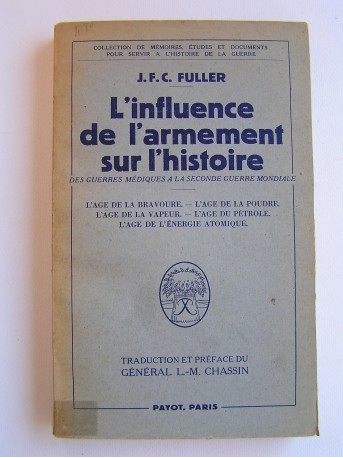 COLLECTION DE MÉMOIRES, ÉTUDES ET DOCUMENTS
POUR SERVIR A L'HISTOIRE DE LA GUERRE
J. F. C. FULLER
L'influence
de l'armement
sur l'histoire
DES GUERRES MÉDIQUES A LA SECONDE GUERRE MONDIALE
L'AGE DE LA BRAVOURE. — L'AGE DE LA POUDRE.
L'AGE DE LA VAPEUR. — L'AGE DU PÉTROLE.
L'AGE DE L'ÉNERGIE ATOMIQUE.
TRADUCTION ET PRÉFACE DU
GÉNÉRAL L.-M. CHASSIN
PAYOT, PARIS